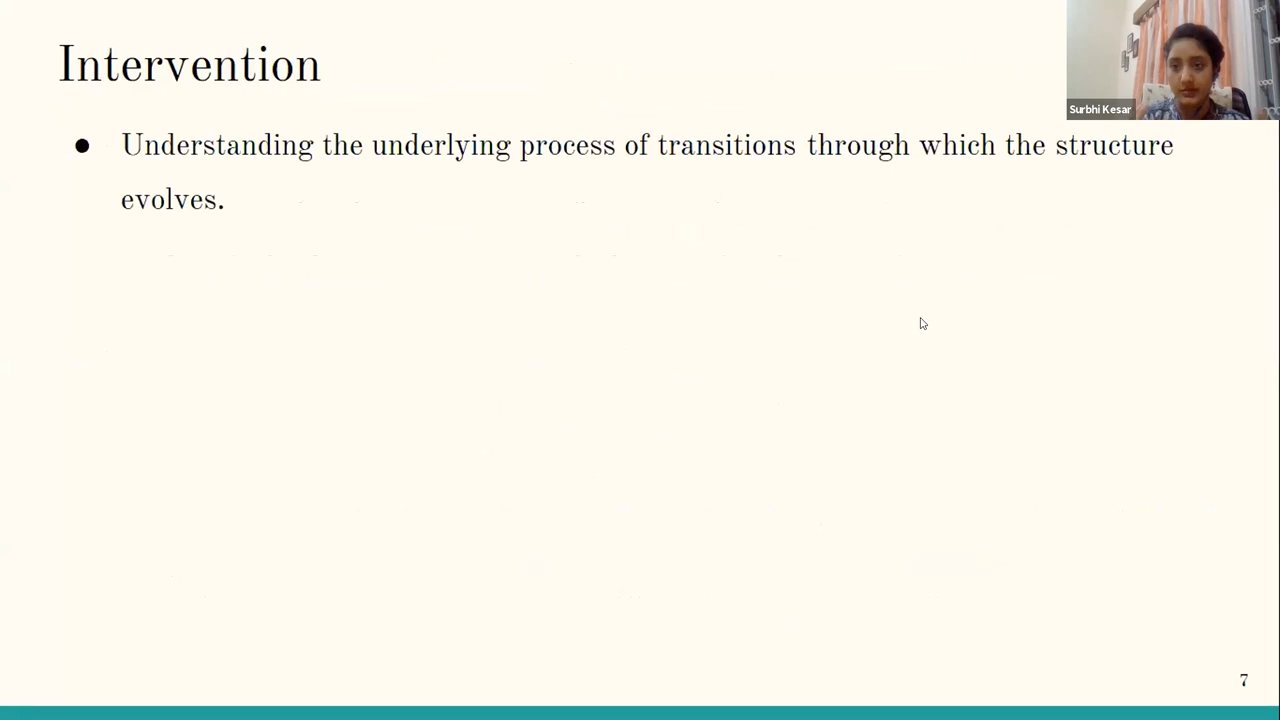 Intervention
Surbhi Kesar
● Understanding the underlying process of transitions through which the structure
evolves.
7